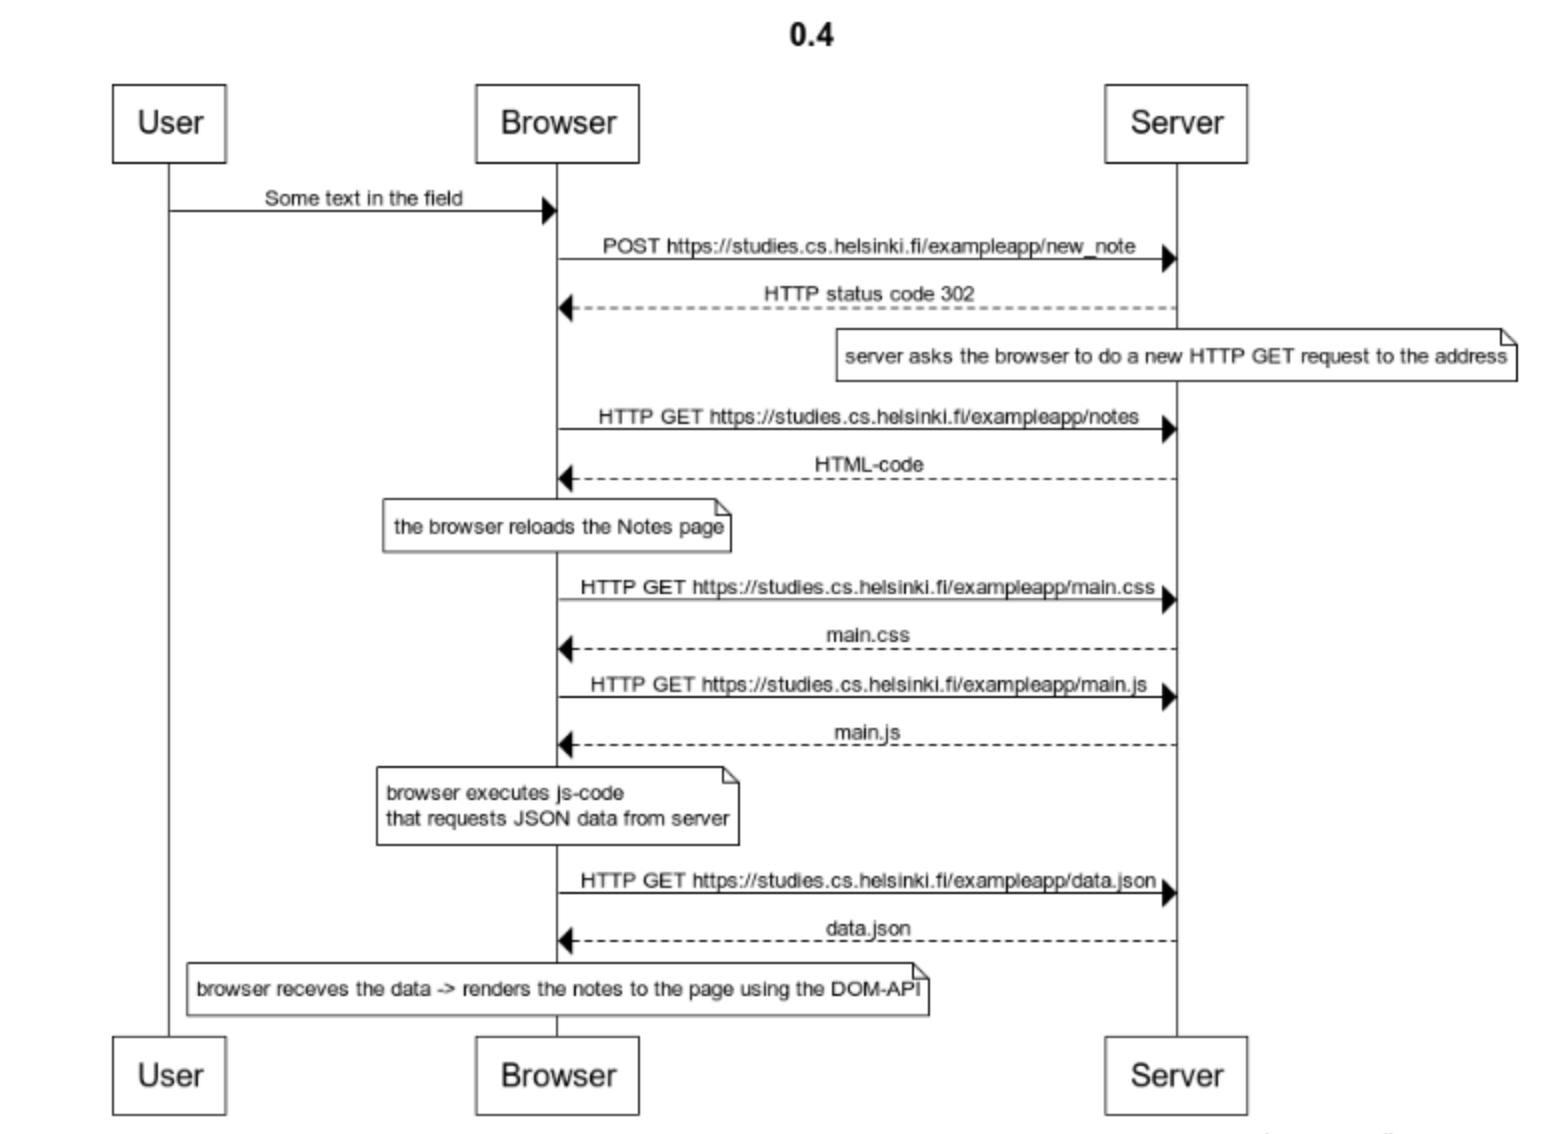 0.4
User
Browser
Server
Some text in the field
POST https://studies.cs.helsinki.fi/exampleapp/new_note
HTTP status code 302
server asks the browser to do a new HTTP GET request to the address
HTTP GET https://studies.cs.helsinki.fi/exampleapp/notes
HTML-code
the browser reloads the Notes page
HTTP GET https://studies.cs.helsinki.fi/exampleapp/main.css
main.css
HTTP GET https://studies.cs.helsinki.fi/exampleapp/main.js
main.js
browser executes js-code
that requests JSON data from server
HTTP GET https://studies.cs.helsinki.fi/exampleapp/data.json
data.json
browser receves the data -> renders the notes to the page using the DOM-API
User
Browser
Server